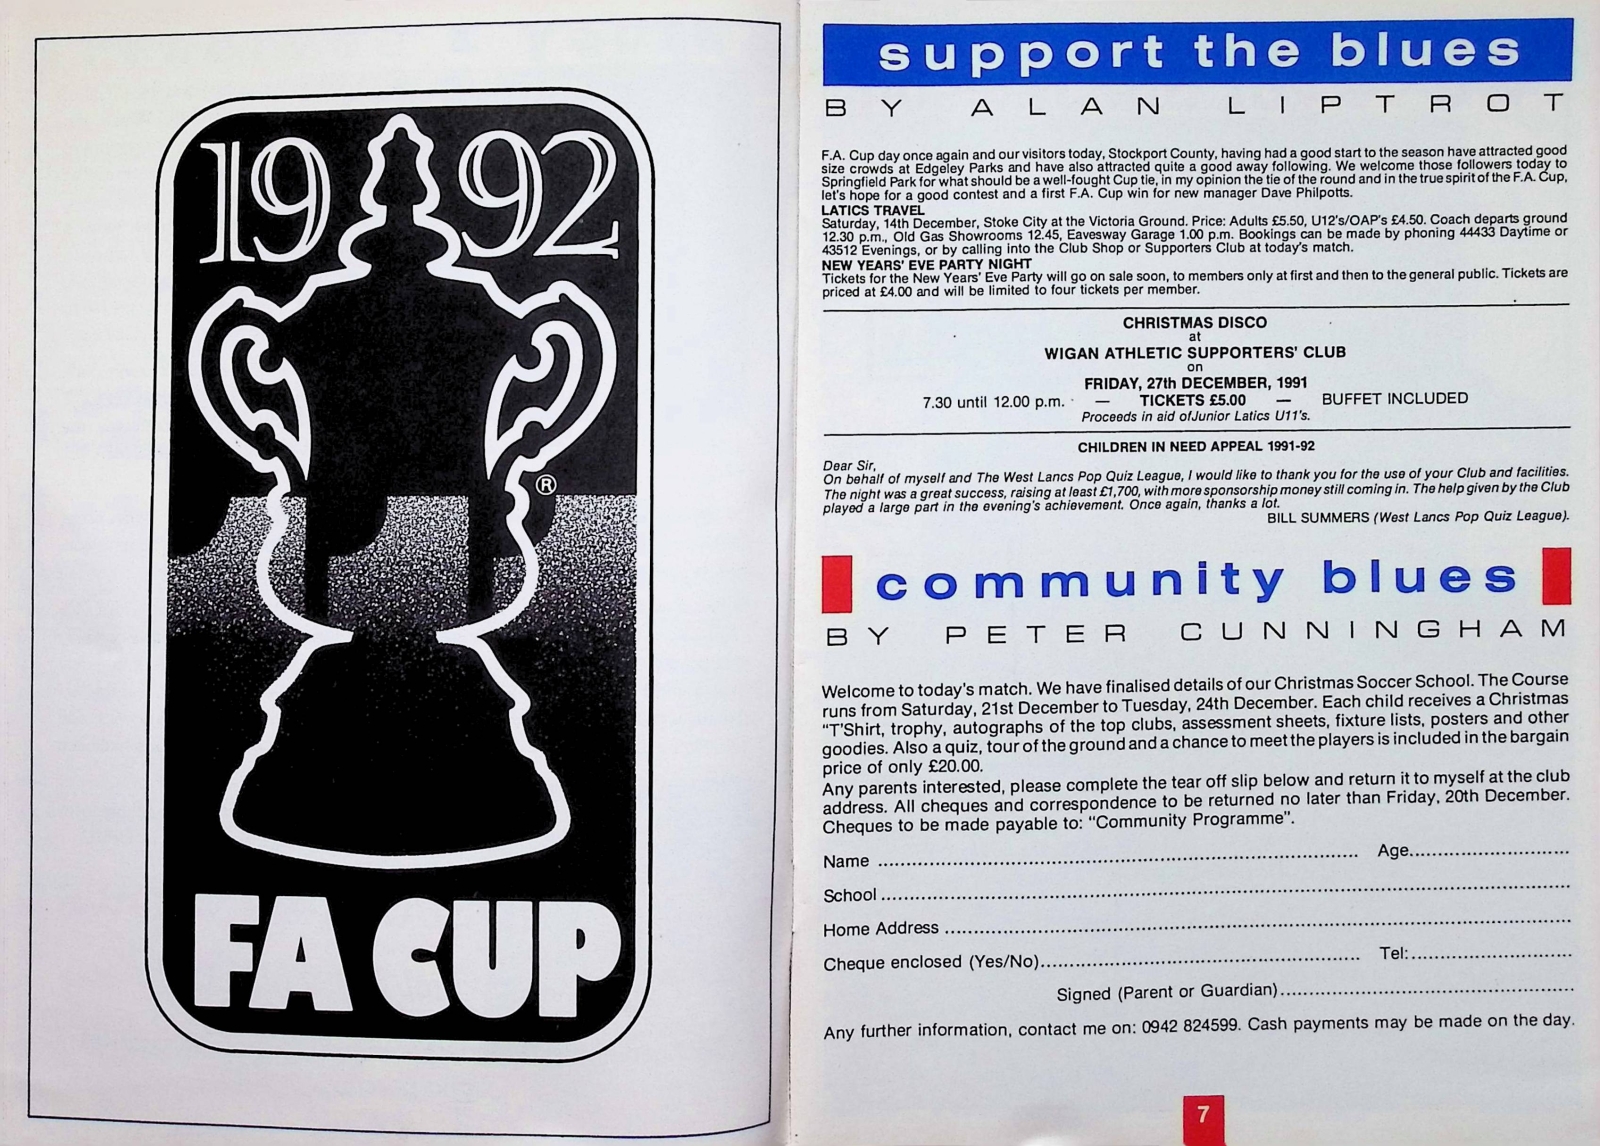 1992
®
FA CUP
support the blues
BY ALAN LIPTROT
F.A. Cup day once again and our visitors today, Stockport County, having had a good start to the season have attracted good
size crowds at Edgeley Parks and have also attracted quite a good away following. We welcome those followers today to
Springfield Park for what should be a well-fought Cup tie, in my opinion the tie of the round and in the true spirit of the F.A. Cup,
let's hope for a good contest and a first F.A. Cup win for new manager Dave Philpotts.
LATICS TRAVEL
Saturday, 14th December, Stoke City at the Victoria Ground. Price: Adults £5.50, U12's/OAP's £4.50. Coach departs ground
12.30 p.m., Old Gas Showrooms 12.45, Eavesway Garage 1.00 p.m. Bookings can be made by phoning 44433 Daytime or
43512 Evenings, or by calling into the Club Shop or Supporters Club at today's match.
NEW YEARS' EVE PARTY NIGHT
Tickets for the New Years' Eve Party will go on sale soon, to members only at first and then to the general public. Tickets are
priced at £4.00 and will be limited to four tickets per member.
CHRISTMAS DISCO
at
WIGAN ATHLETIC SUPPORTERS' CLUB
on
FRIDAY, 27th DECEMBER, 1991
7.30 until 12.00 p.m. — TICKETS £5.00 — BUFFET INCLUDED
Proceeds in aid ofJunior Latics U11's.
CHILDREN IN NEED APPEAL 1991-92
Dear Sir,
On behalf of myself and The West Lancs Pop Quiz League, I would like to thank you for the use of your Club and facilities.
The night was a great success, raising at least £1,700, with more sponsorship money still coming in. The help given by the Club
played a large part in the evening's achievement. Once again, thanks a lot.
BILL SUMMERS (West Lancs Pop Quiz League).
community blues
BY PETER CUNNINGHAM
Welcome to today's match. We have finalised details of our Christmas Soccer School. The Course
runs from Saturday, 21st December to Tuesday, 24th December. Each child receives a Christmas
"T'Shirt, trophy, autographs of the top clubs, assessment sheets, fixture lists, posters and other
goodies. Also a quiz, tour of the ground and a chance to meet the players is included in the bargain
price of only £20.00.
Any parents interested, please complete the tear off slip below and return it to myself at the club
address. All cheques and correspondence to be returned no later than Friday, 20th December.
Cheques to be made payable to: "Community Programme".
Name ........ Age........
School ........
Home Address ........
Cheque enclosed (Yes/No)........ Tel:........
Signed (Parent or Guardian)........
Any further information, contact me on: 0942 824599. Cash payments may be made on the day.
7